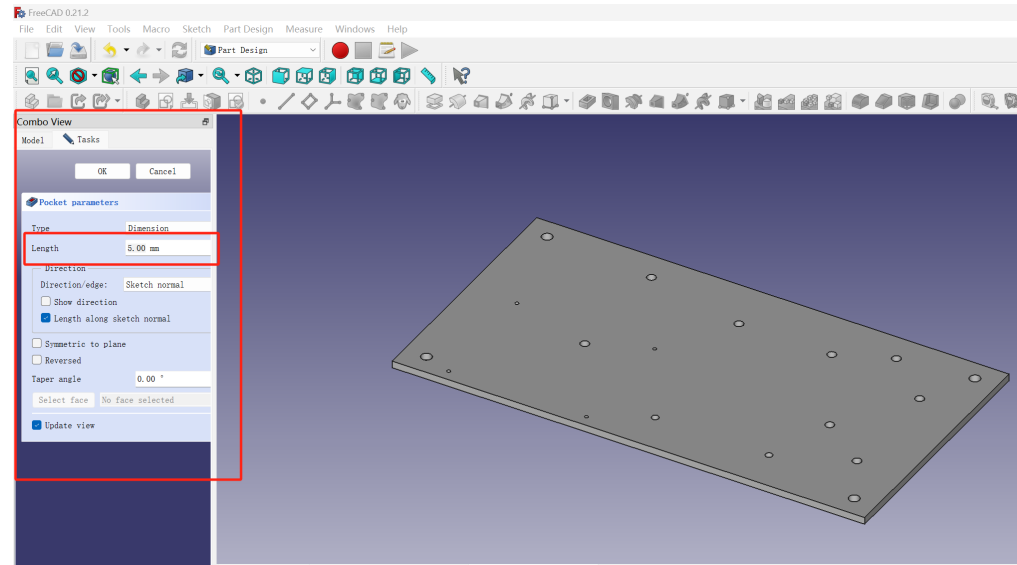 FreeCAD 0.21.2
File Edit View Tools Macro Sketch Part Design Measure Windows Help
Part Design
Combo View
Model Tasks
OK Cancel
Pocket parameters
Type Dimension
Length 5.00 mm
Direction
Direction/edge: Sketch normal
Show direction
Length along sketch normal
Symmetric to plane
Reversed
Taper angle 0.00 °
Select face No face selected
Update view